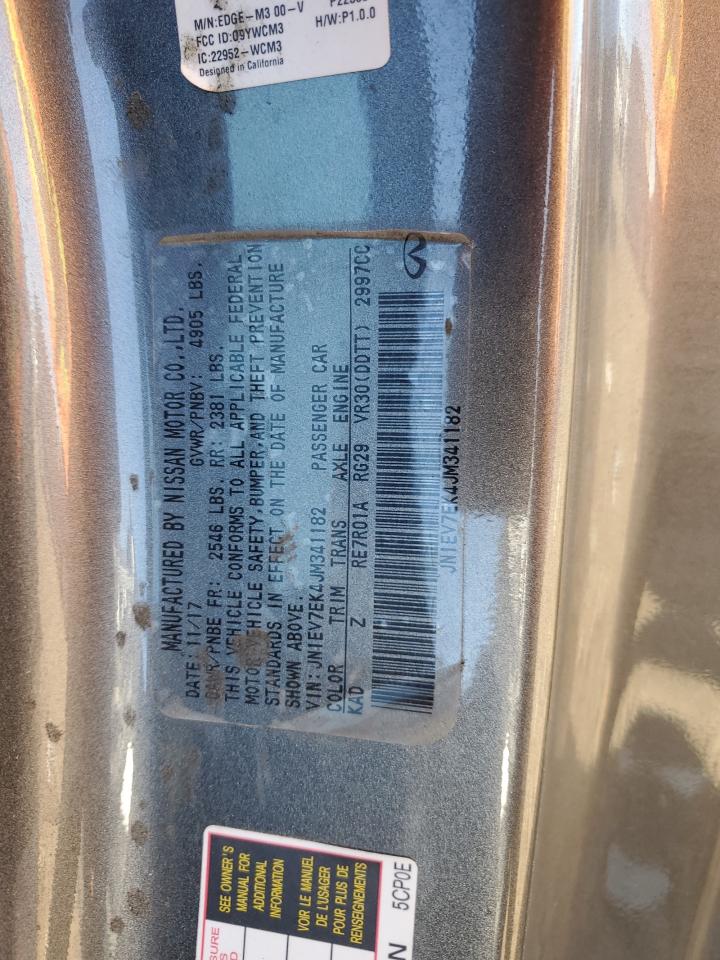 M/N:EDGE-M3 00-V
FCC ID:O9YWCM3
H/W:P1.0.0
IC:22952-WCM3
Designed in California
MANUFACTURED BY NISSAN MOTOR CO.,LTD.
DATE:11/17 GVWR/PNBV: 4905 LBS.
GAWR/PNBE FR: 2546 LBS. RR: 2381 LBS.
THIS VEHICLE CONFORMS TO ALL APPLICABLE FEDERAL
MOTOR VEHICLE SAFETY,BUMPER,AND THEFT PREVENTION
STANDARDS IN EFFECT ON THE DATE OF MANUFACTURE
SHOWN ABOVE.
VIN:JN1EV7EK4JM341182 PASSENGER CAR
COLOR TRIM TRANS AXLE ENGINE
KAD Z RE7R01A RG29 VR30(DDTT) 2997CC
JN1EV7EK4JM341182
SEE OWNER'S
MANUAL FOR
ADDITIONAL
INFORMATION
VOIR LE MANUEL
DE L'USAGER
POUR PLUS DE
RENSEIGNEMENTS
5CP0E